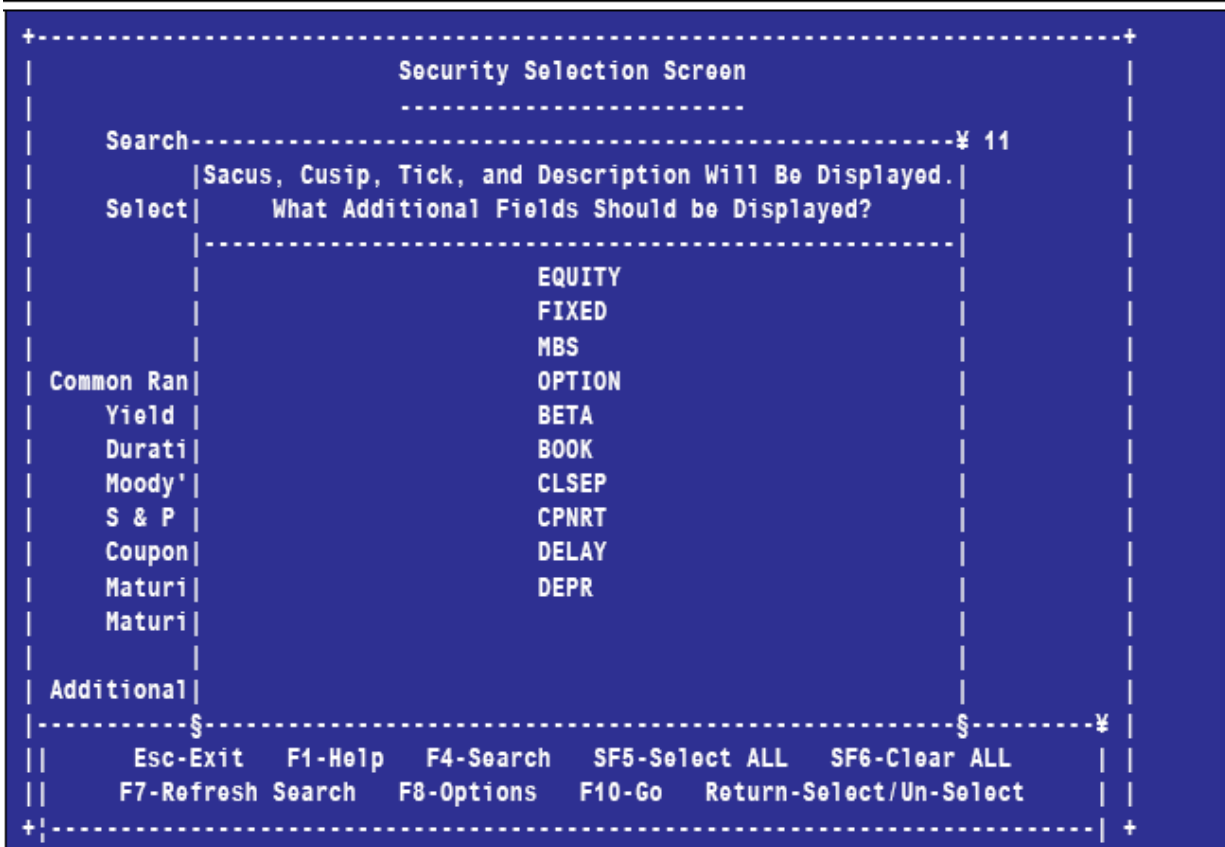 Security Selection Screen
Search 11
Sacus, Cusip, Tick, and Description Will Be Displayed.
Select What Additional Fields Should be Displayed?
EQUITY
FIXED
MBS
Common Ran OPTION
Yield BETA
Durati BOOK
Moody' CLSEP
S & P CPNRT
Coupon DELAY
Maturi DEPR
Maturi
Additional
Esc-Exit F1-Help F4-Search SF5-Select ALL SF6-Clear ALL
F7-Refresh Search F8-Options F10-Go Return-Select/Un-Select